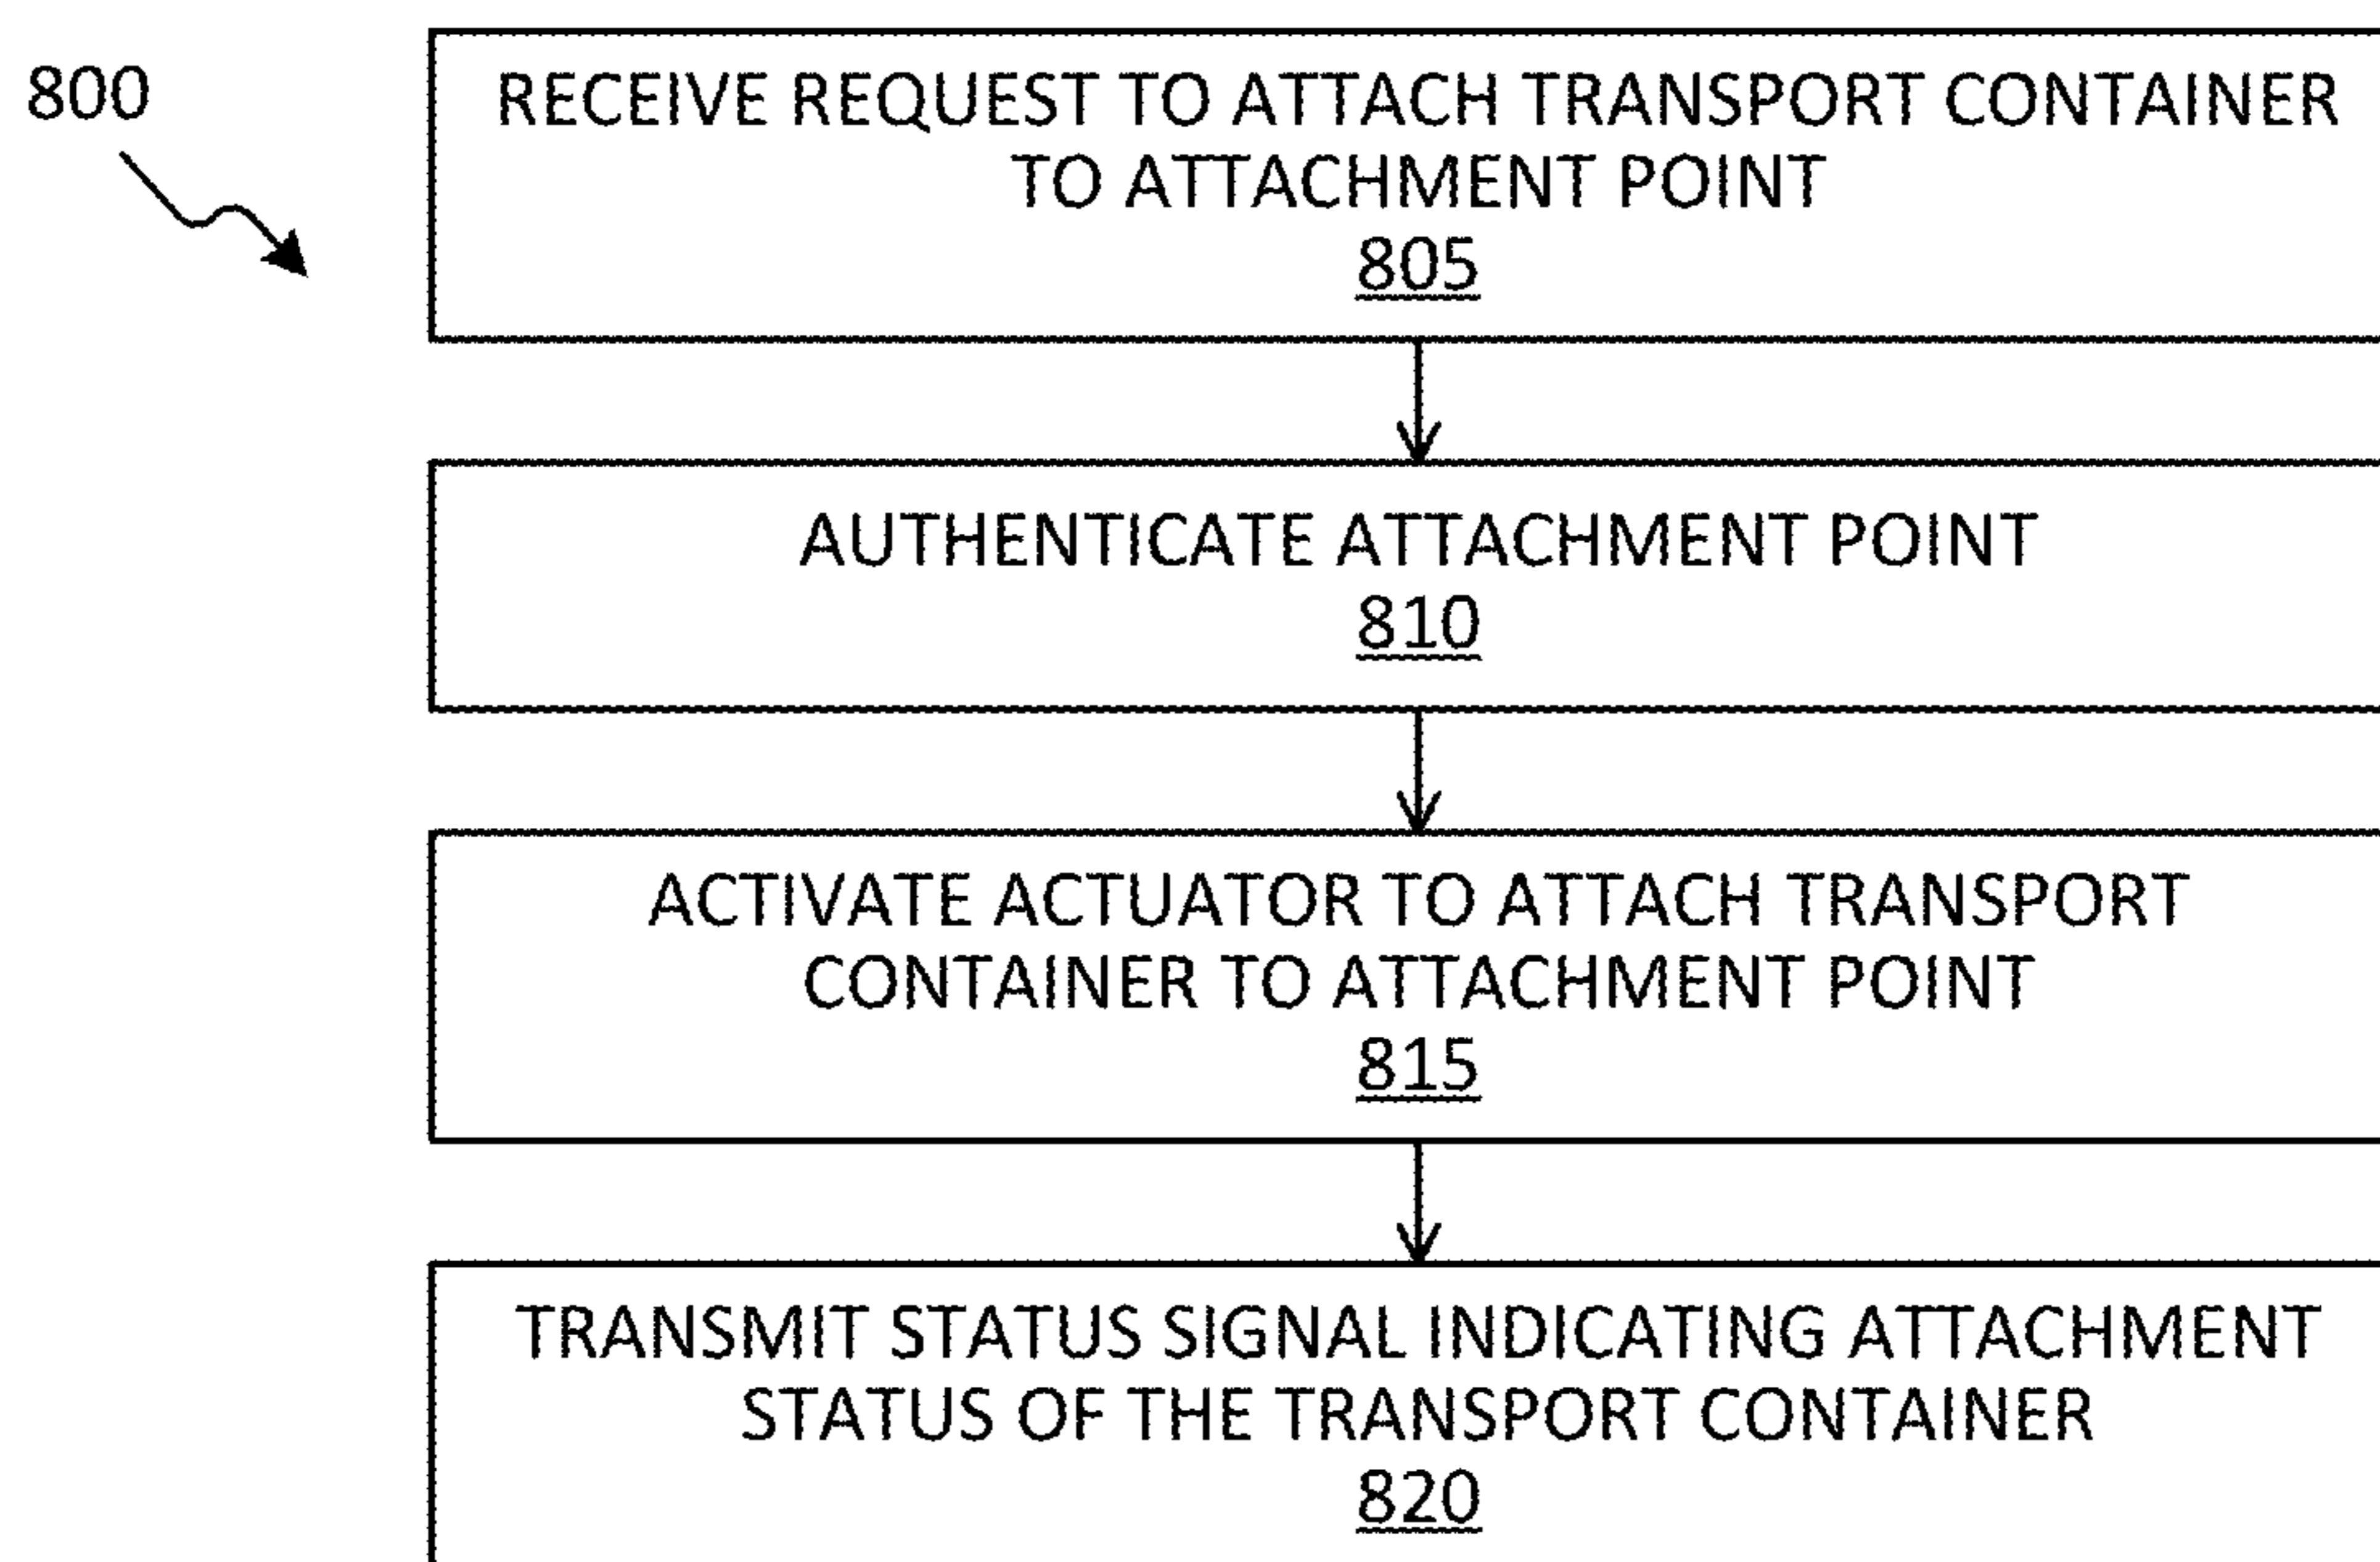 800
RECEIVE REQUEST TO ATTACH TRANSPORT CONTAINER
TO ATTACHMENT POINT
805
AUTHENTICATE ATTACHMENT POINT
810
ACTIVATE ACTUATOR TO ATTACH TRANSPORT
CONTAINER TO ATTACHMENT POINT
815
TRANSMIT STATUS SIGNAL INDICATING ATTACHMENT
STATUS OF THE TRANSPORT CONTAINER
820